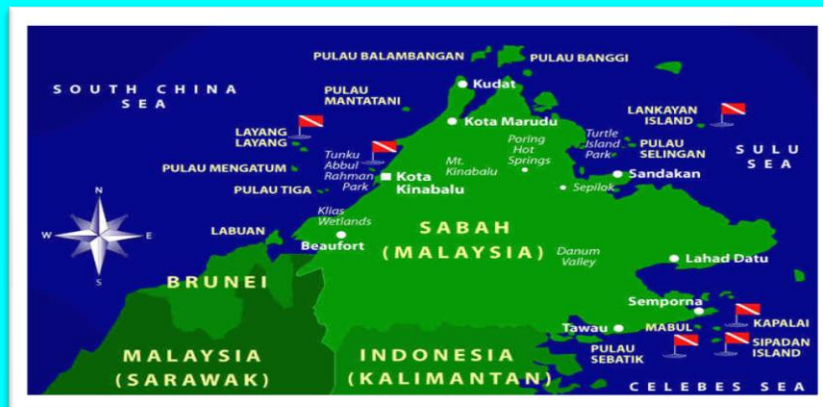 PULAU BALAMBANGAN
PULAU BANGGI
SOUTH CHINA
SEA
PULAU
MANTATANI
Kudat
LANKAYAN
ISLAND
LAYANG
LAYANG
Kota Marudu
Poring
Hot
Springs
Turtle
Island
Park
PULAU
SELINGAN
SULU
SEA
Tunku
Abbul
Rahman
Park
Mt.
Kinabalu
PULAU MENGATUM
Kota
Kinabalu
Sandakan
PULAU TIGA
Sepilok
N
W
E
S
Klias
Wetlands
SABAH
(MALAYSIA)
LABUAN
Beaufort
Danum
Valley
Lahad Datu
BRUNEI
Semporna
KAPALAI
Tawau
MABUL
SIPADAN
ISLAND
PULAU
SEBATIK
MALAYSIA
(SARAWAK)
INDONESIA
(KALIMANTAN)
CELEBES SEA